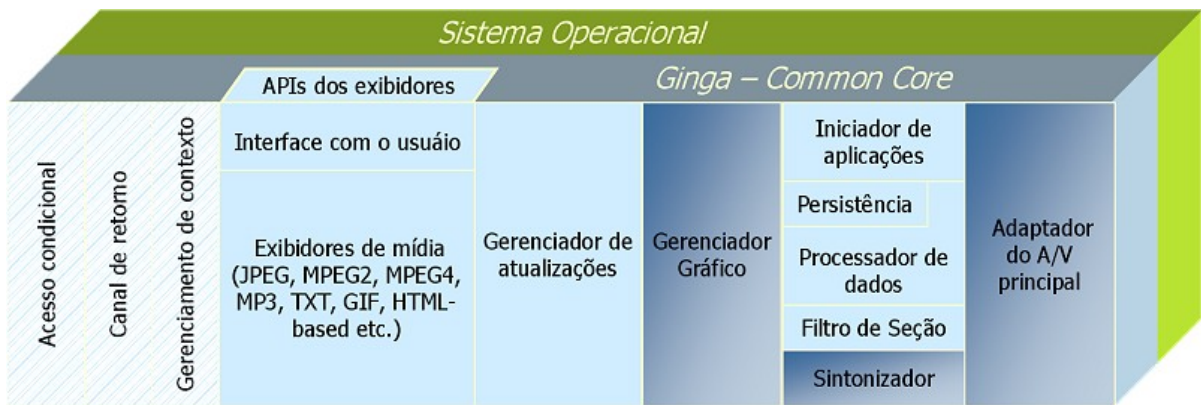 Sistema Operacional
APIs dos exibidores
Ginga – Common Core
Acesso condicional
Canal de retorno
Gerenciamento de contexto
Interface com o usuáio
Exibidores de mídia
(JPEG, MPEG2, MPEG4,
MP3, TXT, GIF, HTML-
based etc.)
Gerenciador de
atualizações
Gerenciador
Gráfico
Iniciador de
aplicações
Persistência
Processador de
dados
Filtro de Seção
Sintonizador
Adaptador
do A/V
principal